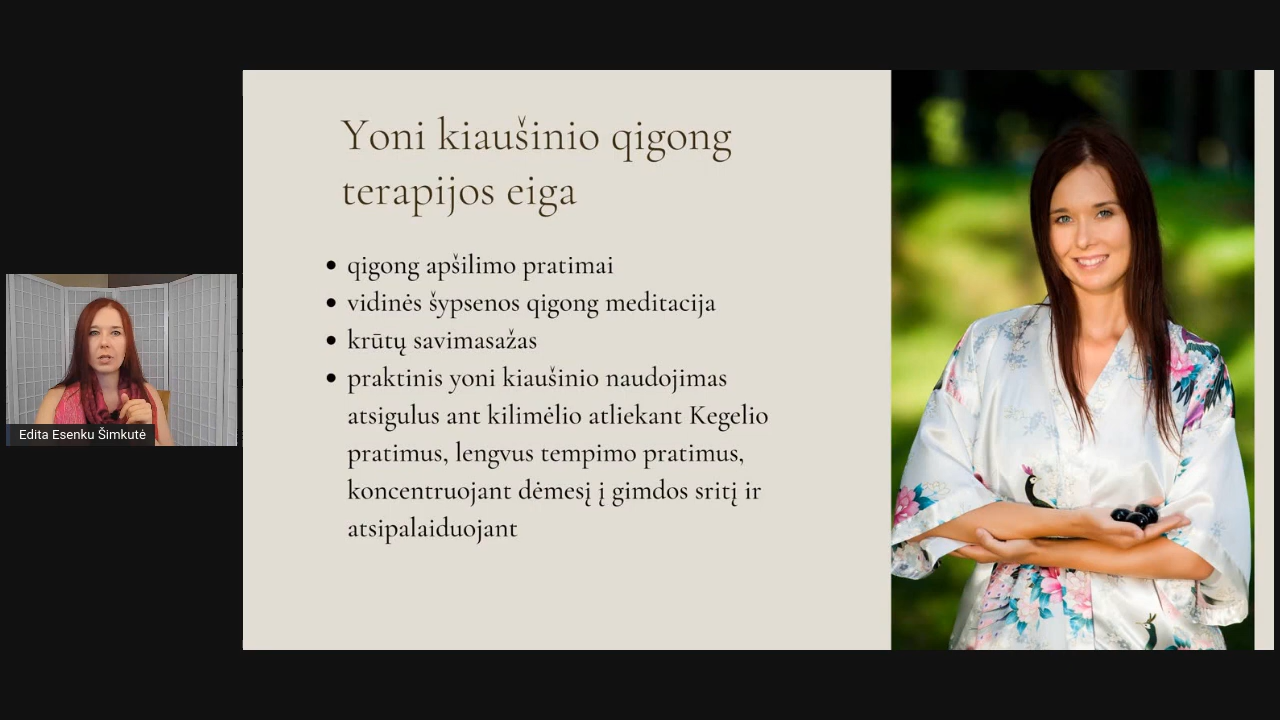 Yoni kiaušinio qigong
terapijos eiga
• qigong apšilimo pratimai
• vidinės šypsenos qigong meditacija
• krūtų savimasažas
• praktinis yoni kiaušinio naudojimas
atsigulus ant kilimėlio atliekant Kegelio
pratimus, lengvus tempimo pratimus,
koncentruojant dėmesį į gimdos sritį ir
atsipalaiduojant
Edita Esenku Šimkutė